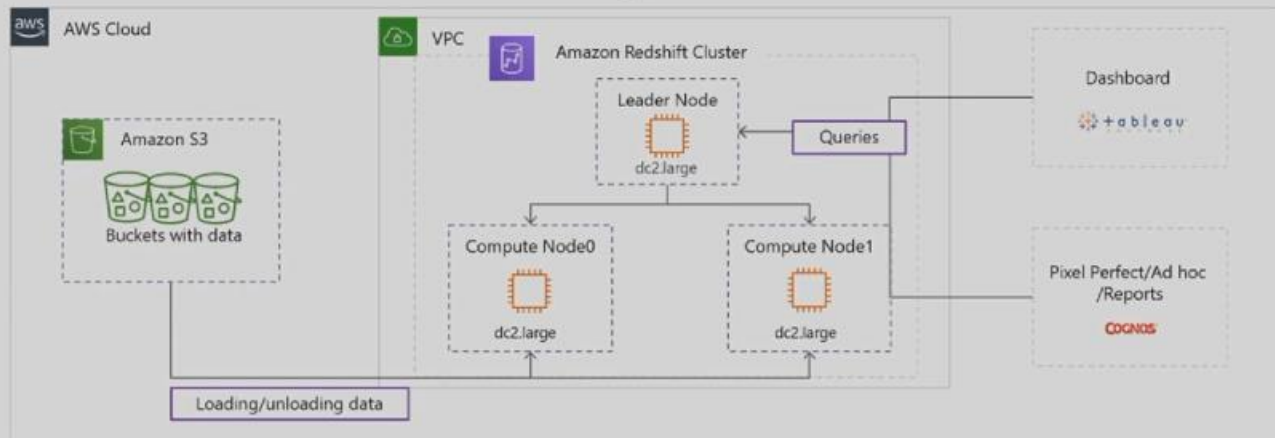 aws
AWS Cloud
VPC
Amazon Redshift Cluster
Leader Node
dc2.large
Queries
Dashboard
+ableau
Amazon S3
Buckets with data
Compute Node0
dc2.large
Compute Node1
dc2.large
Pixel Perfect/Ad hoc
/Reports
COGNOS
Loading/unloading data